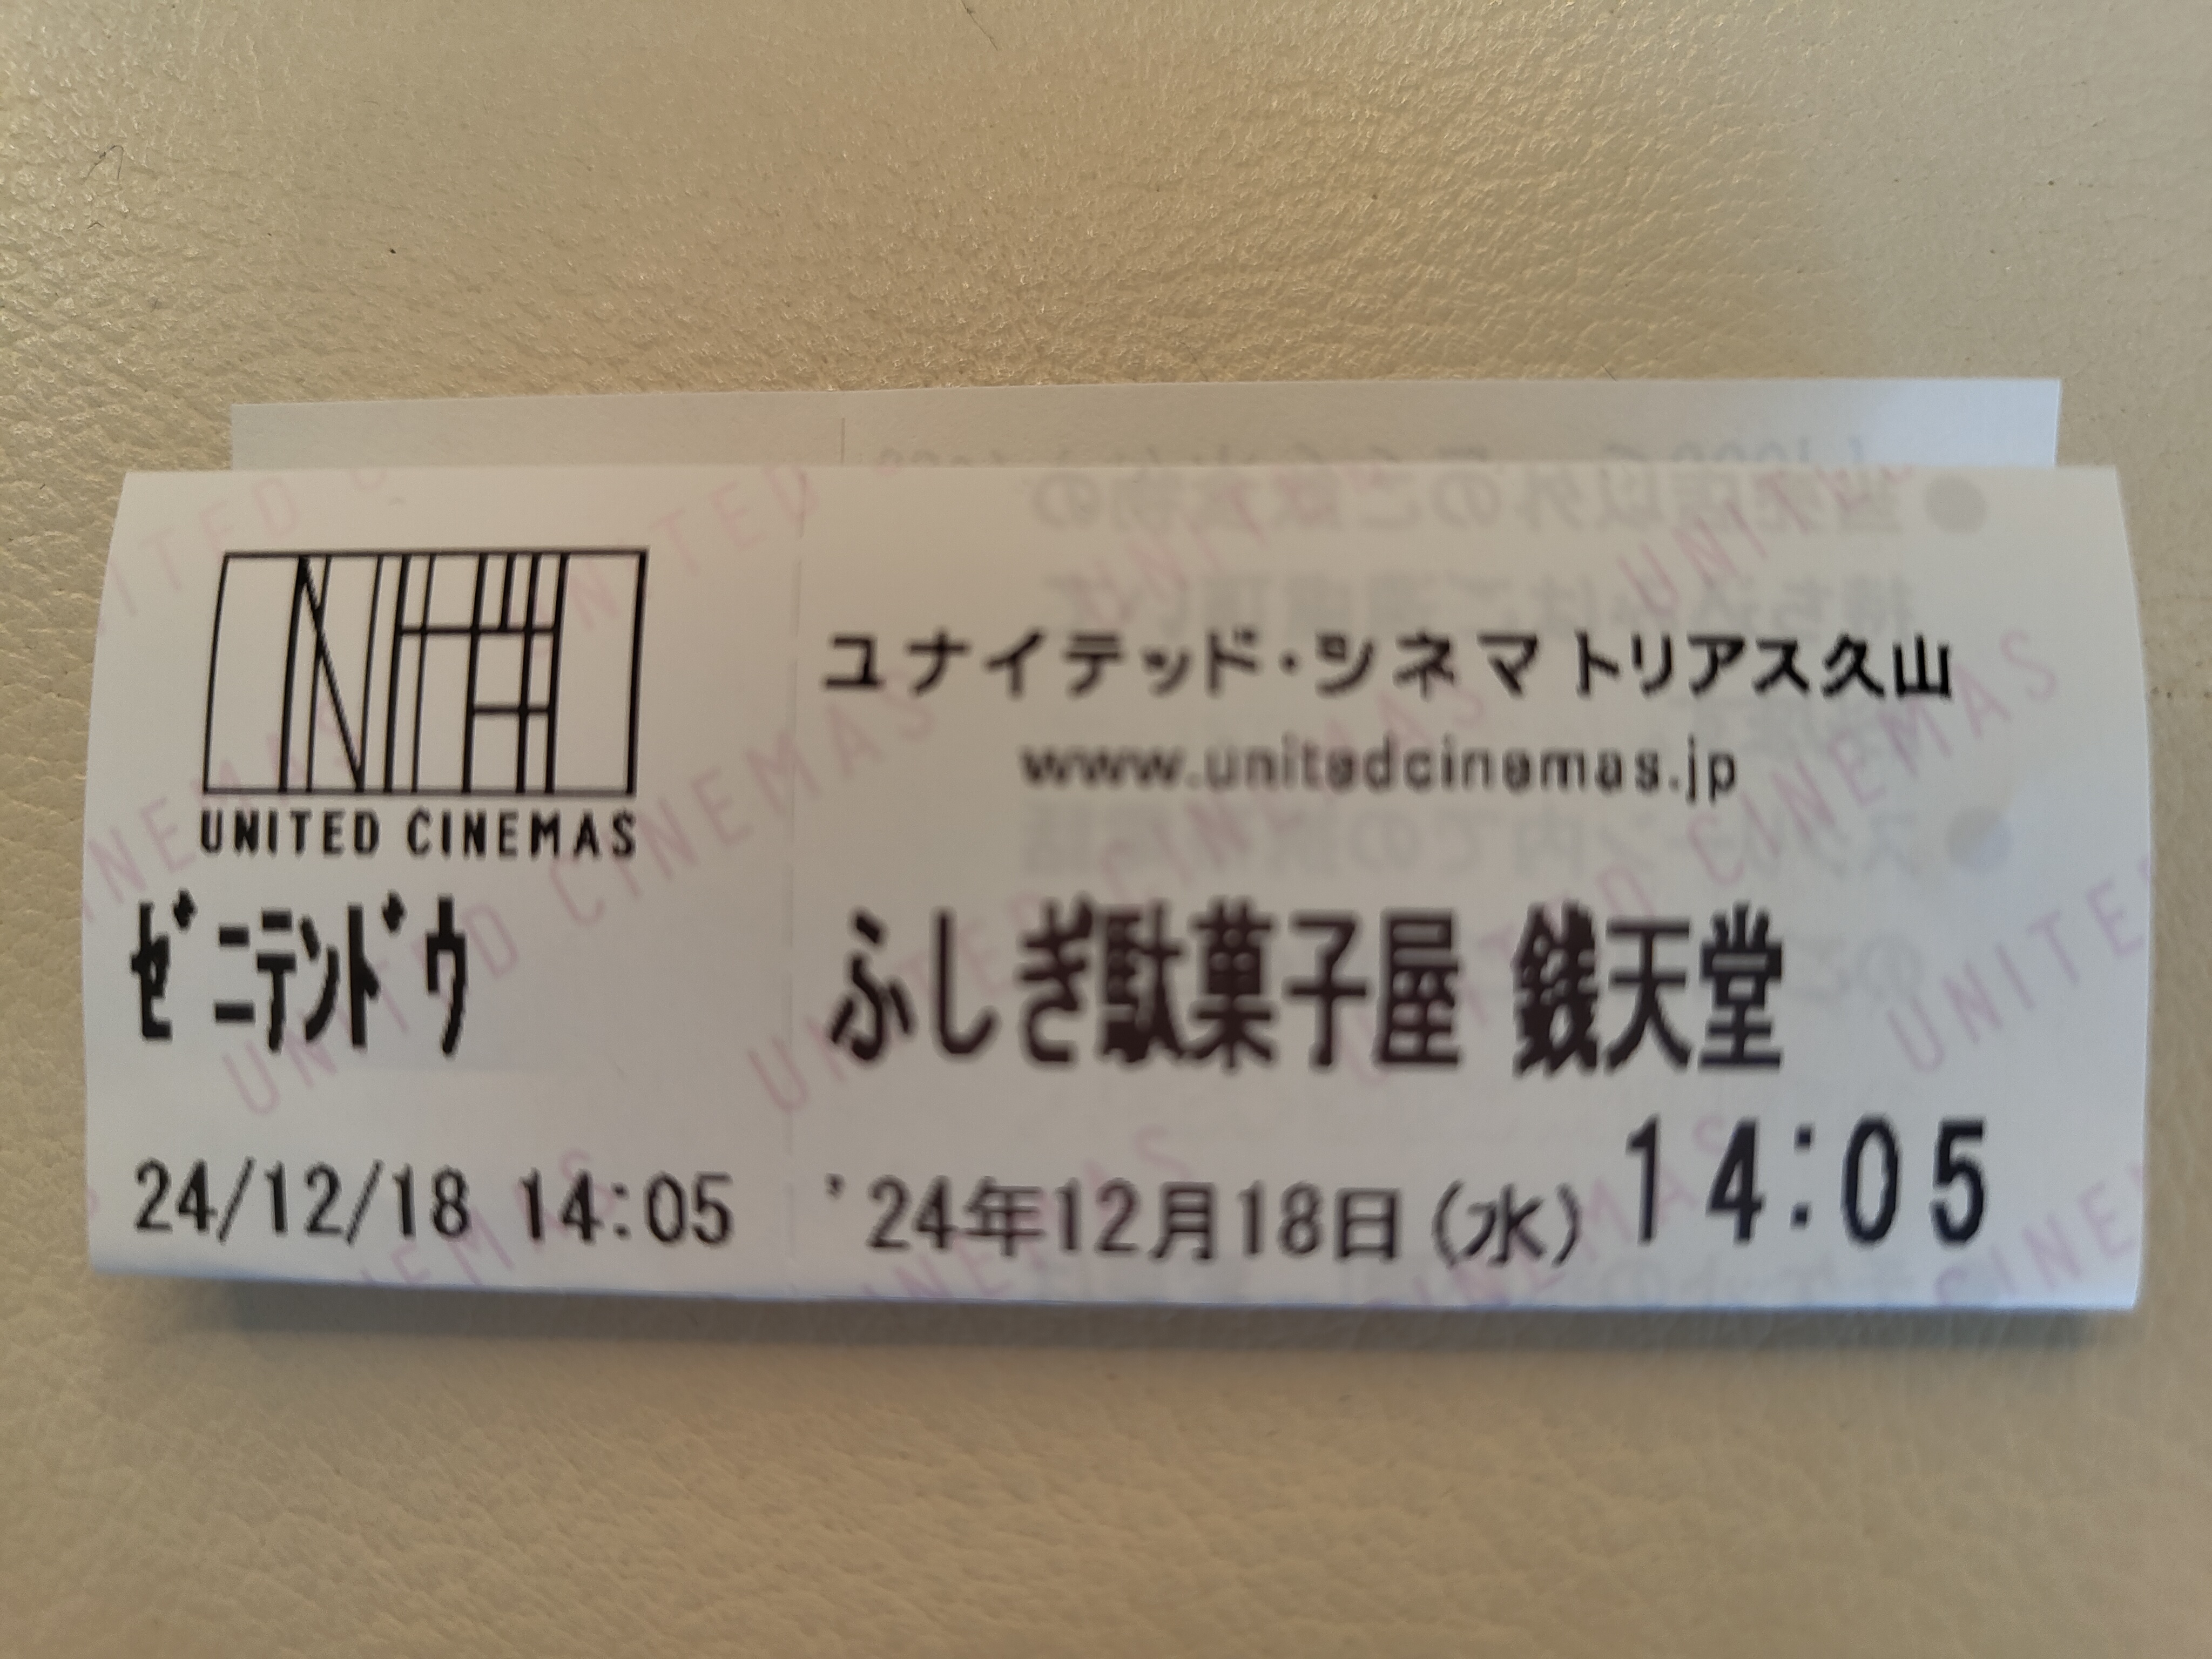 UNITED CINEMAS
ユナイテッド・シネマ トリアス久山
www.unitedcinemas.jp
ｾﾞﾆﾃﾝﾄﾞｳ
ふしぎ駄菓子屋 銭天堂
24/12/18 14:05
'24年12月18日(水) 14:05